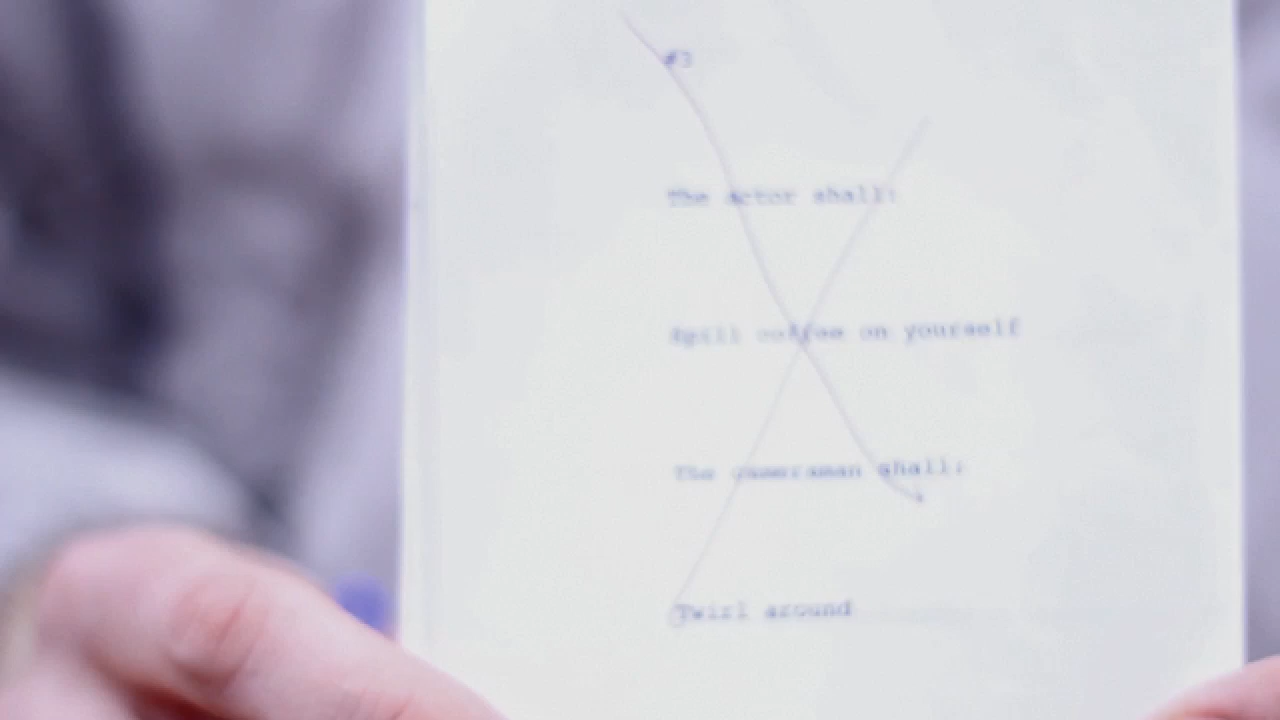 #3
The actor shall:
Spill coffee on yourself
The cameraman shall:
Twirl around